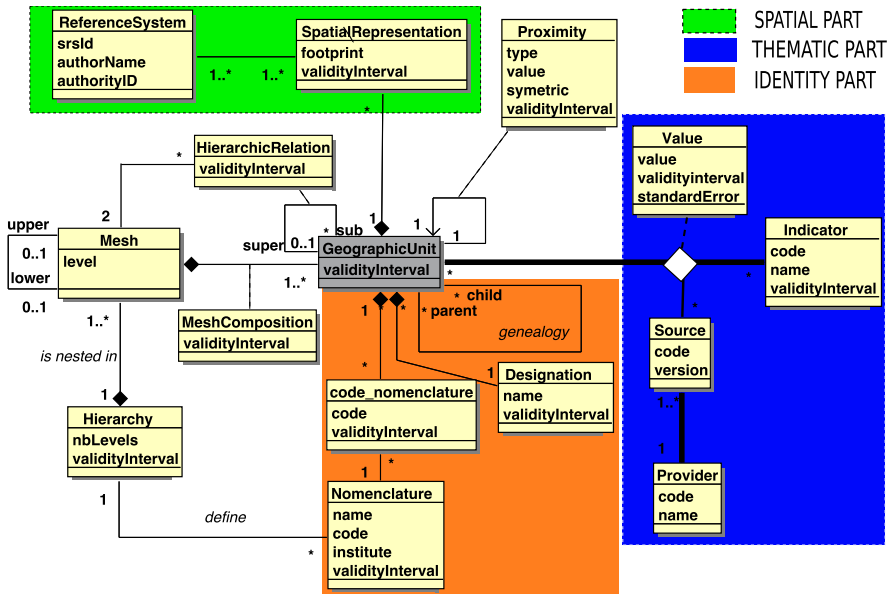 ReferenceSystem
srsId
authorName
authorityID
1..*
1..*
SpatialRepresentation
footprint
validityInterval
*
Proximity
type
value
symetric
validityInterval
SPATIAL PART
THEMATIC PART
IDENTITY PART
HierarchicRelation
validityInterval
*
2
upper
0..1
lower
0..1
Mesh
level
super
0..1
*
sub
1
1
1
GeographicUnit
validityInterval
*
1..*
MeshComposition
validityInterval
1..*
is nested in
1
Hierarchy
nbLevels
validityInterval
1
define
*
1
*
*
*
child
*
parent
genealogy
*
1
Designation
name
validityInterval
code_nomenclature
code
validityInterval
*
1
Nomenclature
name
code
institute
validityInterval
Value
value
validityinterval
standardError
*
Indicator
code
name
validityInterval
*
Source
code
version
1..*
1
Provider
code
name